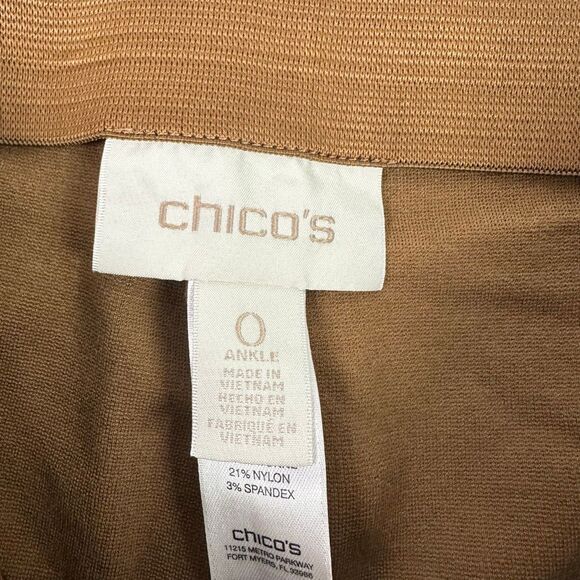 chico's
0
ANKLE
MADE IN
VIETNAM
HECHO EN
VIETNAM
FABRIQUÉ EN
VIETNAM
21% NYLON
3% SPANDEX
chico's
11215 METRO PARKWAY
FORT MYERS, FL 33966